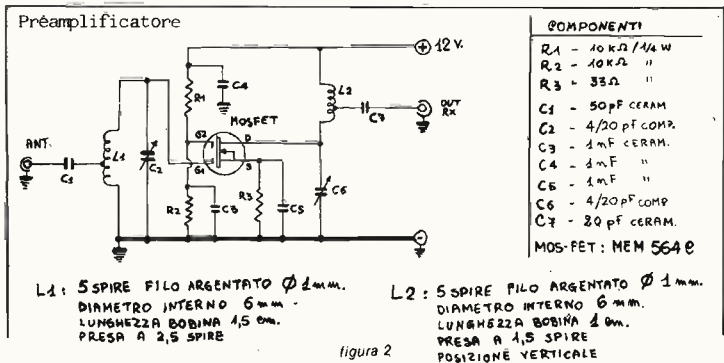 Préamplificatore
⊕ 12 V.
C4
L2
R1
MOSFET
C7
OUT
RX
ANT.
L1
C2
G2
D
G1
S
C1
R3
C6
R2
C3
C5
⊖
COMPONENTI
R1 - 10 KΩ / 1/4 W
R2 - 10KΩ "
R3 - 33Ω "
C1 - 50 pF CERAM
C2 - 4/20 pF COMP.
C3 - 1 nF CERAM.
C4 - 1 nF "
C5 - 1 nF "
C6 - 4/20 pF COMP
C7 - 20 pF CERAM.
MOS-FET: MEM 564 C
L1: 5 SPIRE FILO ARGENTATO Ø 1 mm.
DIAMETRO INTERNO 6 mm -
LUNGHEZZA BOBINA 1,5 cm.
PRESA A 2,5 SPIRE
L2: 5 SPIRE FILO ARGENTATO Ø 1 mm.
DIAMETRO INTERNO 6 mm.
LUNGHEZZA BOBINA 1 cm.
PRESA A 1,5 SPIRE
POSIZIONE VERTICALE
figura 2